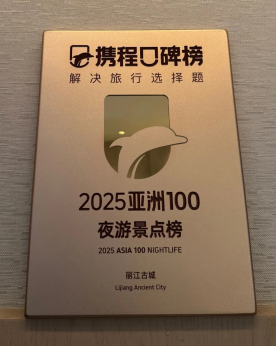 携程口碑榜
解决旅行选择题
2025亚洲100
夜游景点榜
2025 ASIA 100 NIGHTLIFE
丽江古城
Lijiang Ancient City